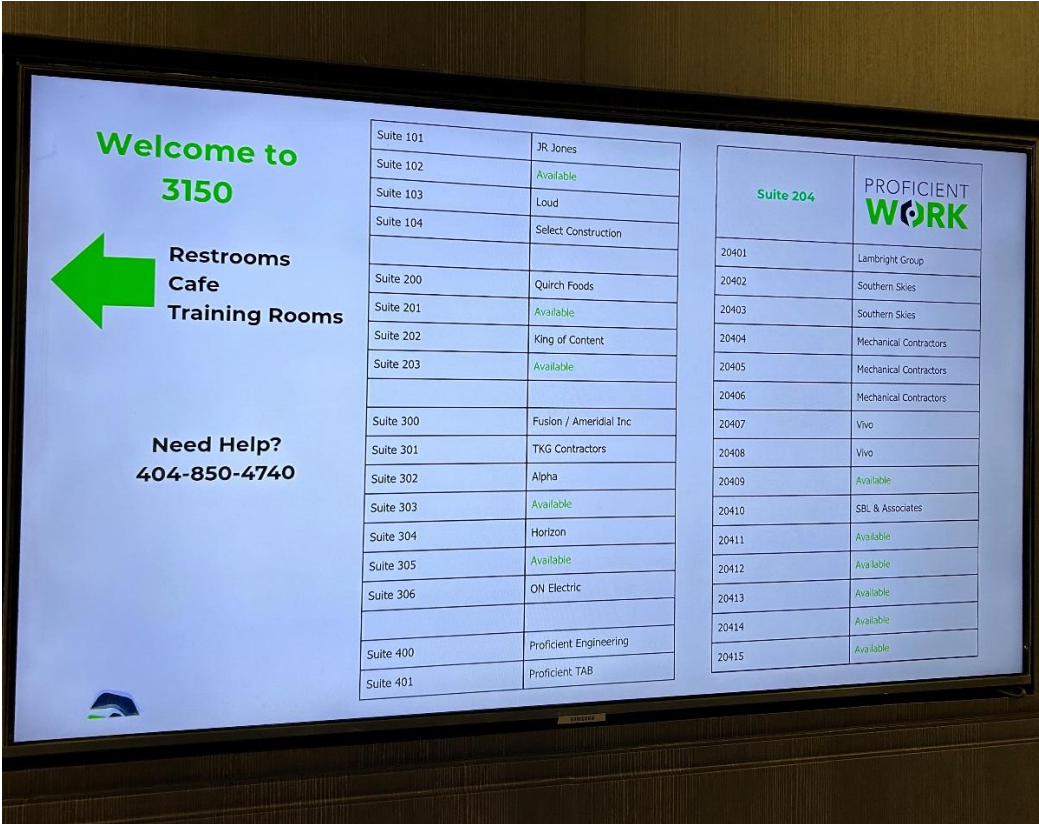 Welcome to
3150
Restrooms
Cafe
Training Rooms
Need Help?
404-850-4740
Suite 101 JR Jones
Suite 102 Available
Suite 103 Loud
Suite 104 Select Construction
Suite 200 Quirch Foods
Suite 201 Available
Suite 202 King of Content
Suite 203 Available
Suite 300 Fusion / Ameridial Inc
Suite 301 TKG Contractors
Suite 302 Alpha
Suite 303 Available
Suite 304 Horizon
Suite 305 Available
Suite 306 ON Electric
Suite 400 Proficient Engineering
Suite 401 Proficient TAB
Suite 204 PROFICIENT
WORK
20401 Lambright Group
20402 Southern Skies
20403 Southern Skies
20404 Mechanical Contractors
20405 Mechanical Contractors
20406 Mechanical Contractors
20407 Vivo
20408 Vivo
20409 Available
20410 SBL & Associates
20411 Available
20412 Available
20413 Available
20414 Available
20415 Available
SAMSUNG